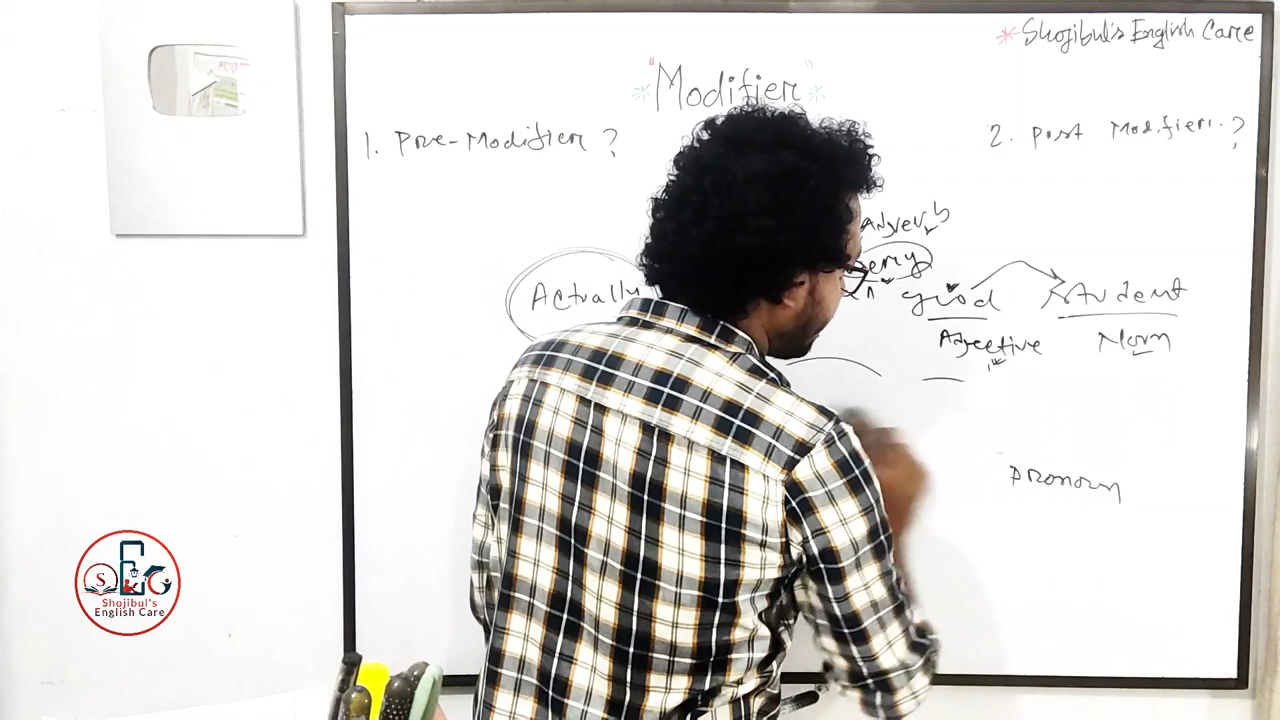 *Shojibul's English Care
"Modifier"
1. Pre-Modifier ?
2. Post Modifier. ?
Adverb
Actually very good Student
Adjective Noun
Pronoun
Shojibul's
English Care